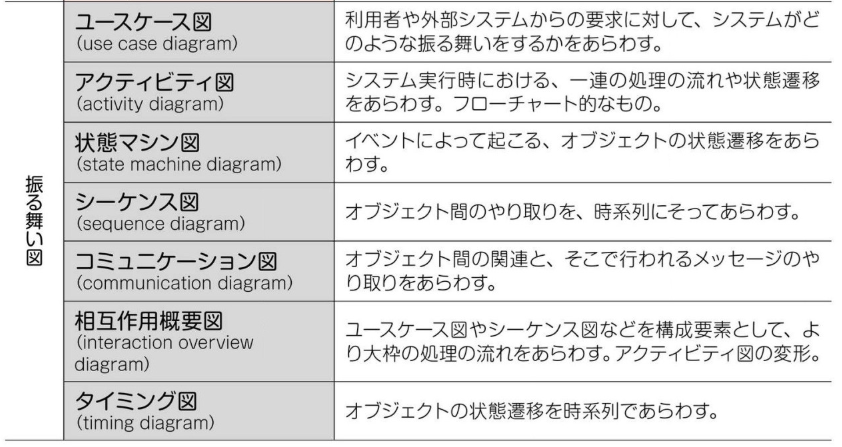 振る舞い図
ユースケース図
(use case diagram)
利用者や外部システムからの要求に対して、システムがど
のような振る舞いをするかをあらわす。
アクティビティ図
(activity diagram)
システム実行時における、一連の処理の流れや状態遷移
をあらわす。フローチャート的なもの。
状態マシン図
(state machine diagram)
イベントによって起こる、オブジェクトの状態遷移をあら
わす。
シーケンス図
(sequence diagram)
オブジェクト間のやり取りを、時系列にそってあらわす。
コミュニケーション図
(communication diagram)
オブジェクト間の関連と、そこで行われるメッセージのや
り取りをあらわす。
相互作用概要図
(interaction overview
diagram)
ユースケース図やシーケンス図などを構成要素として、よ
り大枠の処理の流れをあらわす。アクティビティ図の変形。
タイミング図
(timing diagram)
オブジェクトの状態遷移を時系列であらわす。